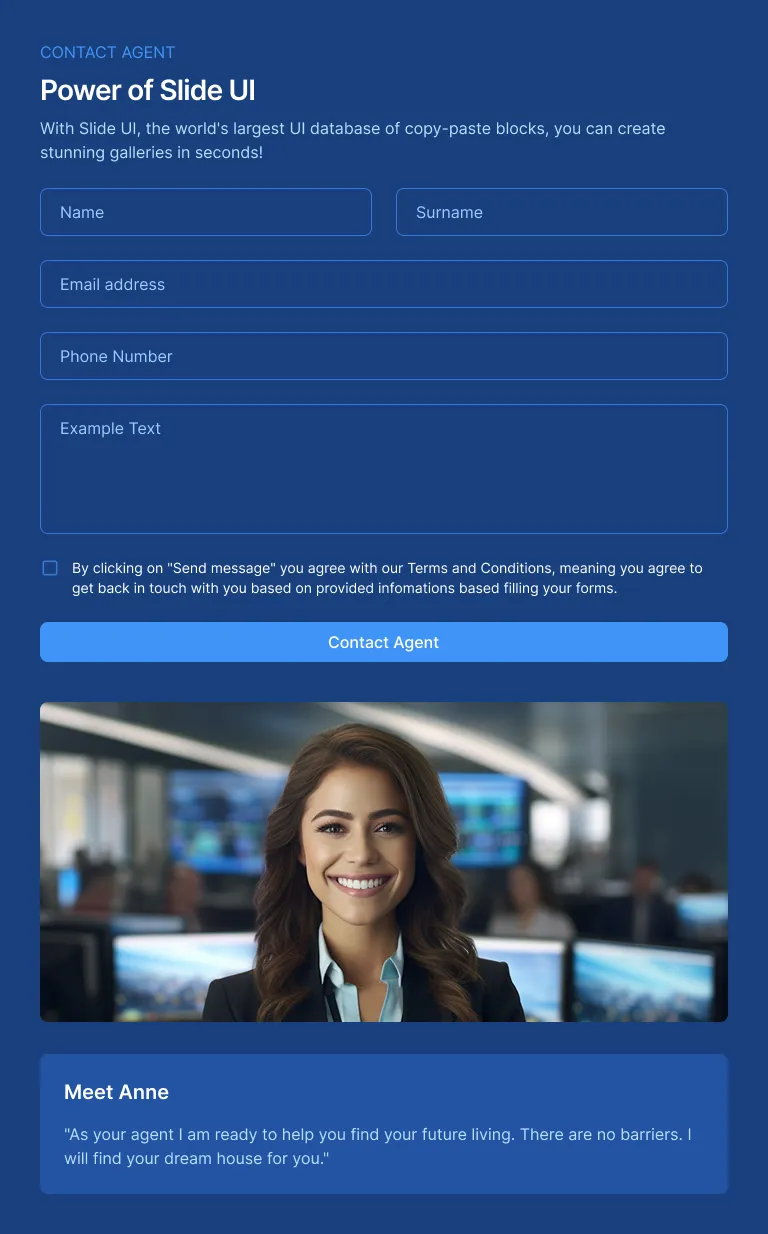 CONTACT AGENT
Power of Slide UI
With Slide UI, the world's largest UI database of copy-paste blocks, you can create
stunning galleries in seconds!
Name
Surname
Email address
Phone Number
Example Text
By clicking on "Send message" you agree with our Terms and Conditions, meaning you agree to
get back in touch with you based on provided infomations based filling your forms.
Contact Agent
Meet Anne
"As your agent I am ready to help you find your future living. There are no barriers. I
will find your dream house for you."